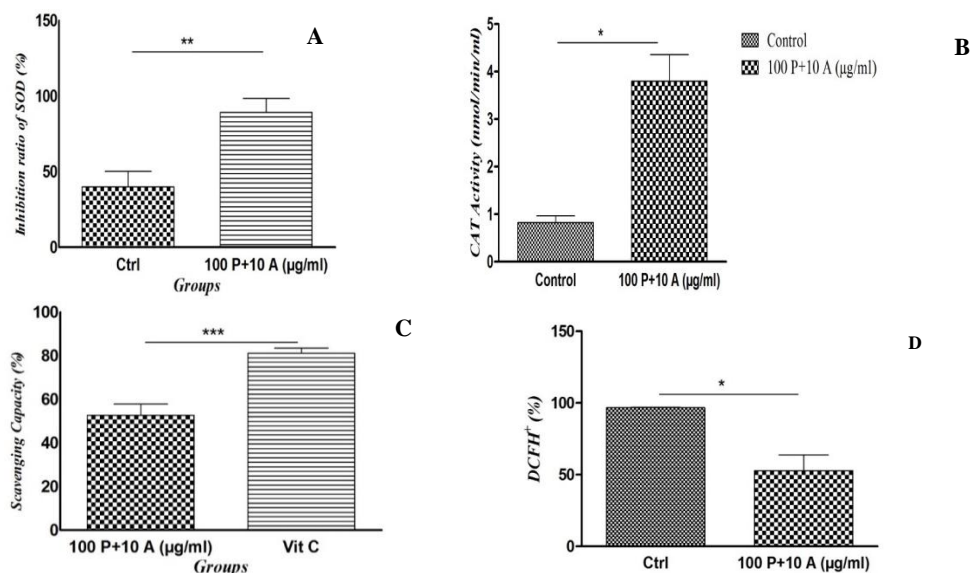 A
Inhibition ratio of SOD (%)
150
100
50
0
**
Ctrl
100 P+10 A (µg/ml)
Groups
B
CAT Activity (nmol/min/ml)
5
4
3
2
1
0
*
Control
100 P+10 A (µg/ml)
Control
100 P+10 A (µg/ml)
C
Scavenging Capacity (%)
100
80
60
40
20
0
***
100 P+10 A (µg/ml)
Vit C
Groups
D
DCFH⁺ (%)
150
100
50
0
*
Ctrl
100 P+10 A (µg/ml)